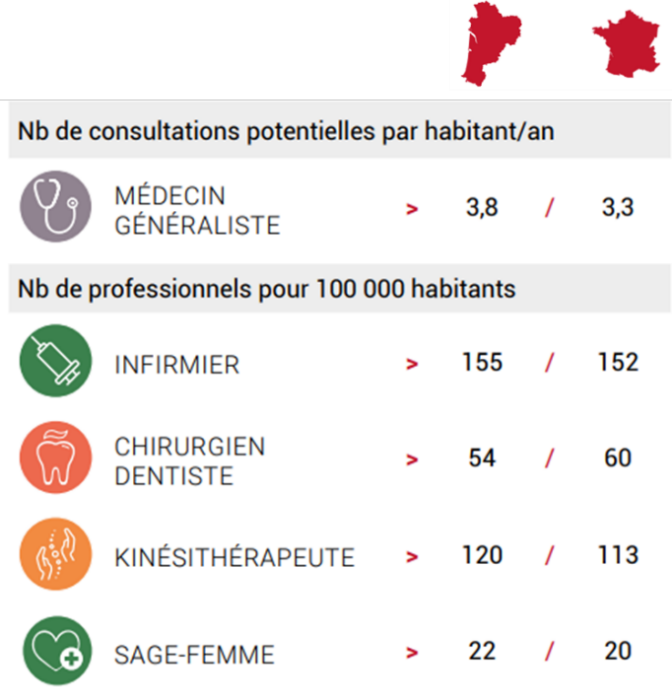 Nb de consultations potentielles par habitant/an
MÉDECIN
GÉNÉRALISTE > 3,8 / 3,3
Nb de professionnels pour 100 000 habitants
INFIRMIER > 155 / 152
CHIRURGIEN
DENTISTE > 54 / 60
KINÉSITHÉRAPEUTE > 120 / 113
SAGE-FEMME > 22 / 20